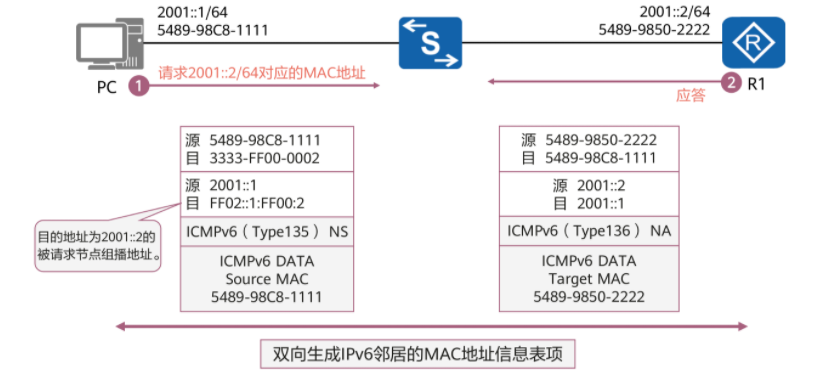 2001::1/64
5489-98C8-1111
2001::2/64
5489-9850-2222
S
R
PC
1
请求2001::2/64对应的MAC地址
2
R1
应答
源 5489-98C8-1111
目 3333-FF00-0002
源 2001::1
目 FF02::1:FF00:2
ICMPv6（Type135） NS
ICMPv6 DATA
Source MAC
5489-98C8-1111
目的地址为2001::2的
被请求节点组播地址。
源 5489-9850-2222
目 5489-98C8-1111
源 2001::2
目 2001::1
ICMPv6（Type136） NA
ICMPv6 DATA
Target MAC
5489-9850-2222
双向生成IPv6邻居的MAC地址信息表项